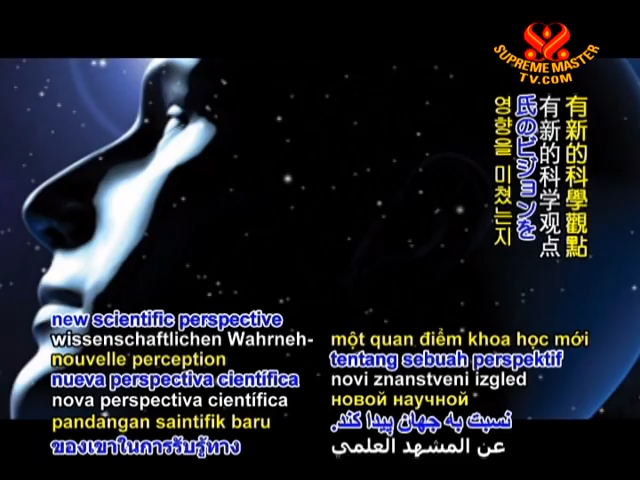 SUPREME MASTER
TV.COM
有新的科學觀點
有新的科学观点
氏のビジョンを
영향을 미쳤는지
new scientific perspective
wissenschaftlichen Wahrneh-
nouvelle perception
nueva perspectiva científica
nova perspectiva científica
pandangan saintifik baru
ของเขาในการรับรู้ทาง
một quan điểm khoa học mới
tentang sebuah perspektif
novi znanstveni izgled
новой научной
نسبت به جهان پیدا کند.
عن المشهد العلمي